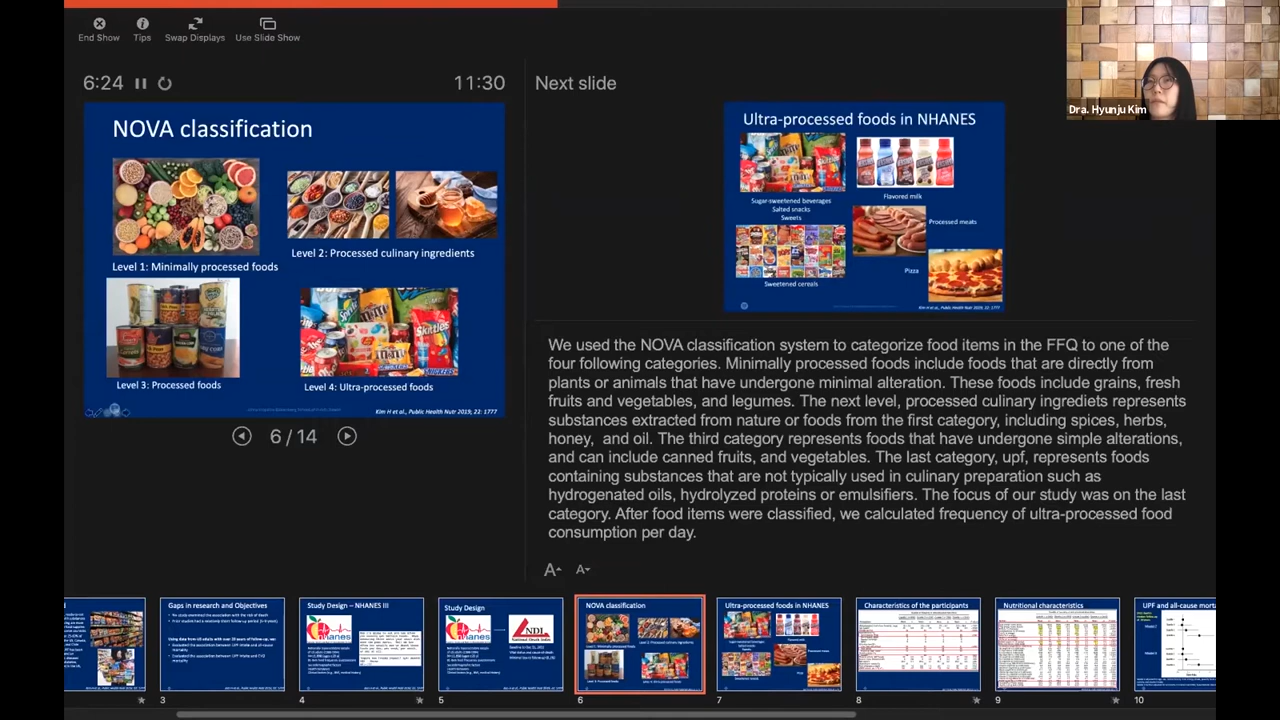 End Show
Tips
Swap Displays
Use Slide Show
Dra. Hyunju Kim
6:24
11:30
NOVA classification
Level 1: Minimally processed foods
Level 2: Processed culinary ingredients
Level 3: Processed foods
Level 4: Ultra-processed foods
Kim H et al., Public Health Nutr 2019; 22: 1777
6 / 14
Next slide
Ultra-processed foods in NHANES
Sugar-sweetened beverages
Salted snacks
Sweets
Flavored milk
Processed meats
Pizza
Sweetened cereals
Kim H et al., Public Health Nutr 2019; 22: 1777
We used the NOVA classification system to categorize food items in the FFQ to one of the
four following categories. Minimally processed foods include foods that are directly from
plants or animals that have undergone minimal alteration. These foods include grains, fresh
fruits and vegetables, and legumes. The next level, processed culinary ingrediets represents
substances extracted from nature or foods from the first category, including spices, herbs,
honey, and oil. The third category represents foods that have undergone simple alterations,
and can include canned fruits, and vegetables. The last category, upf, represents foods
containing substances that are not typically used in culinary preparation such as
hydrogenated oils, hydrolyzed proteins or emulsifiers. The focus of our study was on the last
category. After food items were classified, we calculated frequency of ultra-processed food
consumption per day.
A A
Gaps in research and Objectives
Study Design – NHANES III
Study Design
NOVA classification
Ultra-processed foods in NHANES
Characteristics of the participants
Nutritional characteristics
UPF and all-cause morta
3
4
5
6
7
8
9
10